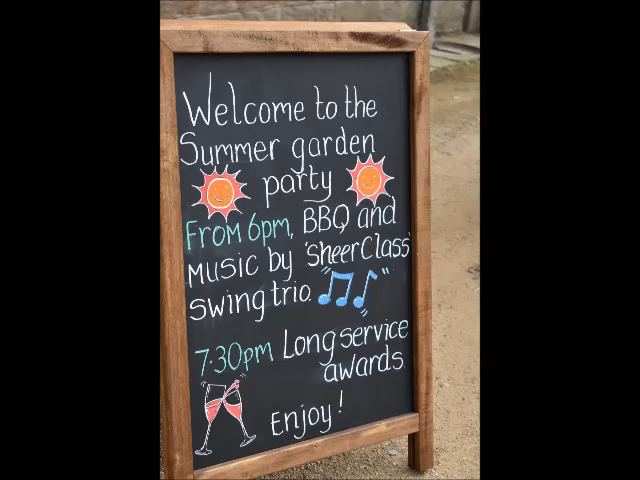 Welcome to the
Summer garden
party
From 6pm, BBQ and
music by 'SheerClass'
swing trio.
7.30pm Long service
awards.
Enjoy!